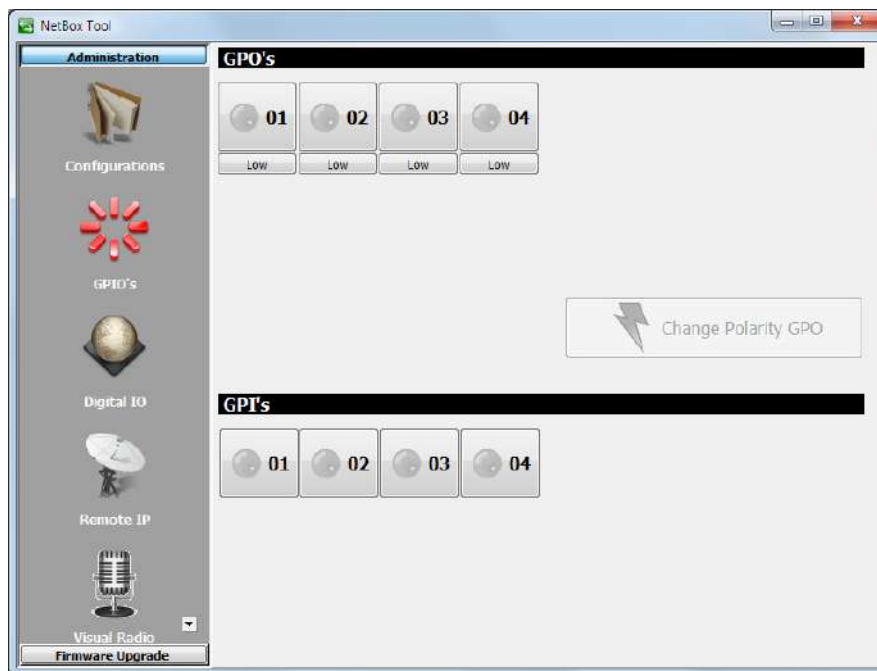 NetBox Tool
Administration
Configurations
GPIO's
Digital IO
Remote IP
Visual Radio
Firmware Upgrade
GPO's
01 02 03 04
Low Low Low Low
Change Polarity GPO
GPI's
01 02 03 04